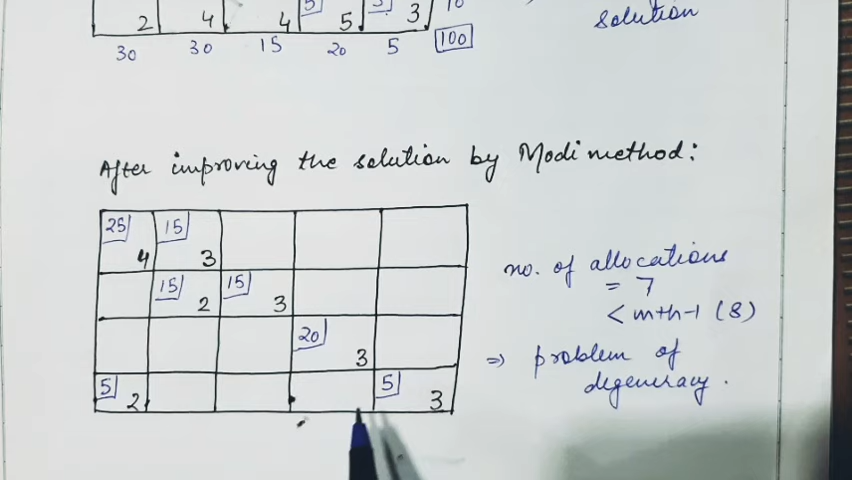 2 4 4 5 5 3 10
30 30 15 20 5 100
solution
After improving the solution by Modi method:
25 4 15 3
15 2 15 3
20 3
5 2 5 3
no. of allocations
= 7
< m+n-1 (8)
⇒ problem of
degeneracy.